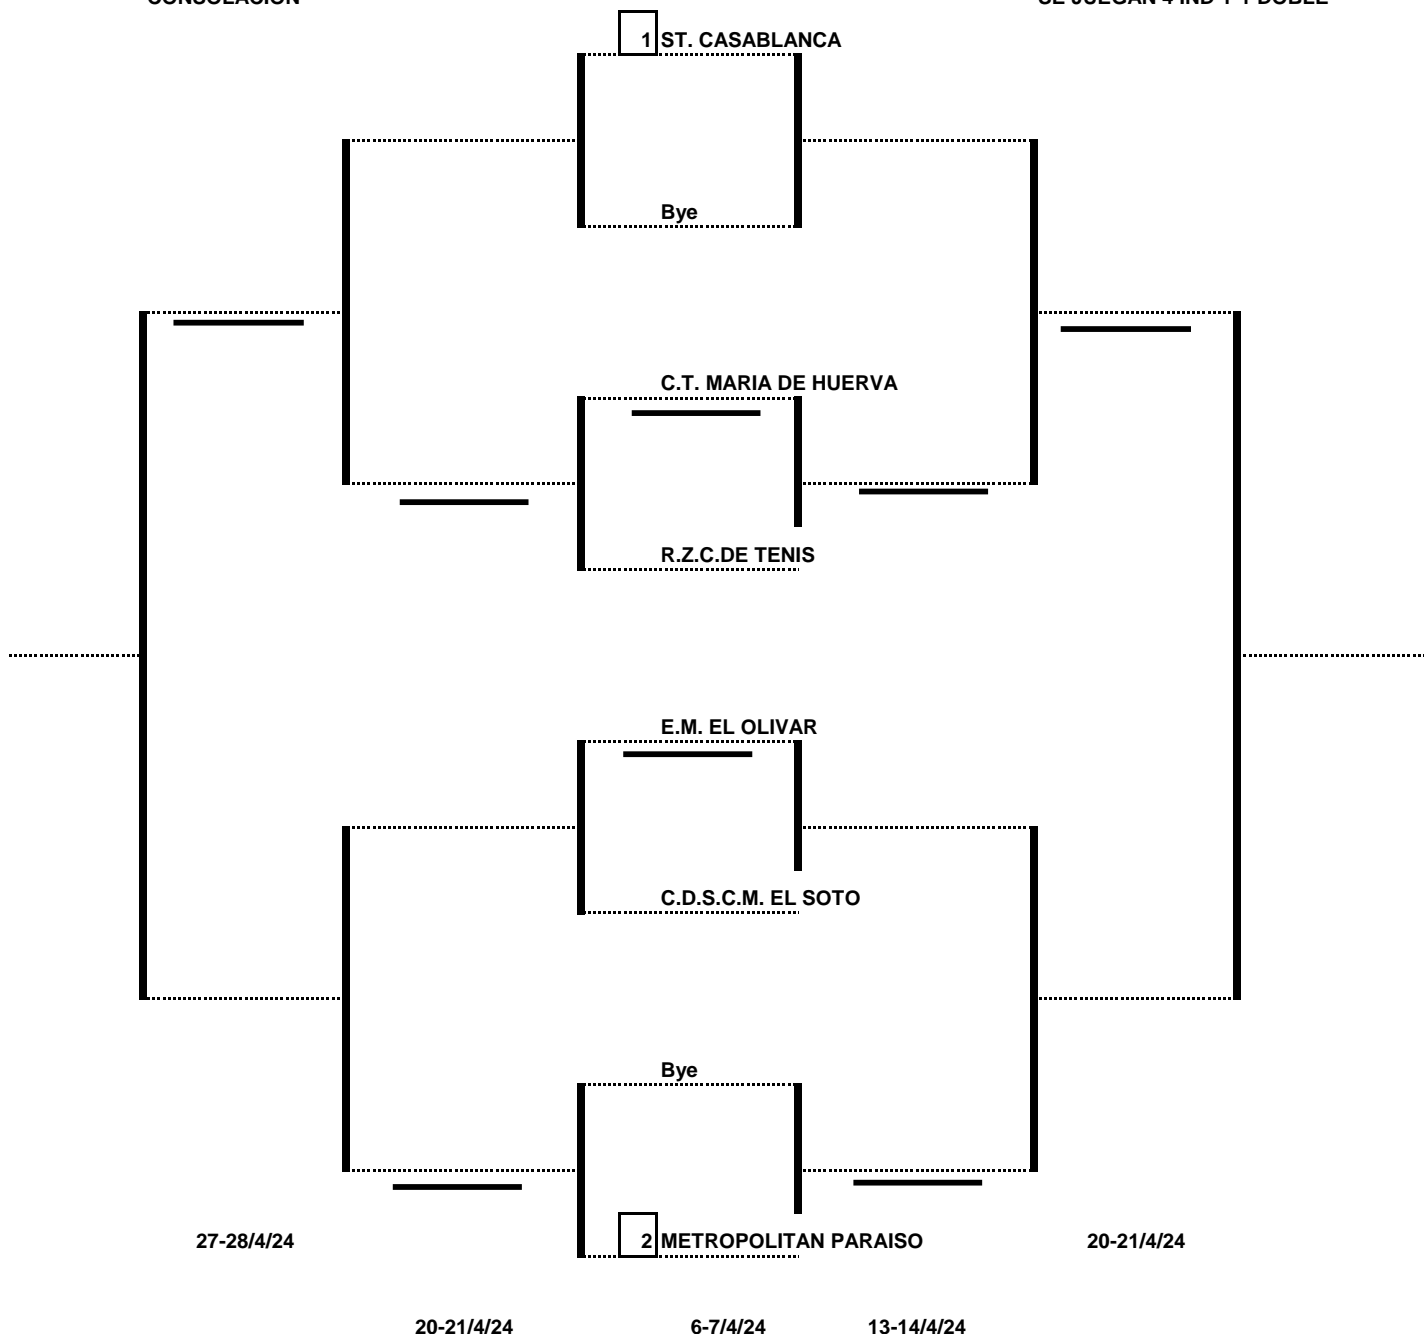 CONSOLACION
SE JUEGAN 4 IND Y 1 DOBLE
1 ST. CASABLANCA
Bye
C.T. MARIA DE HUERVA
R.Z.C.DE TENIS
E.M. EL OLIVAR
C.D.S.C.M. EL SOTO
Bye
27-28/4/24
2 METROPOLITAN PARAISO
20-21/4/24
20-21/4/24
6-7/4/24
13-14/4/24